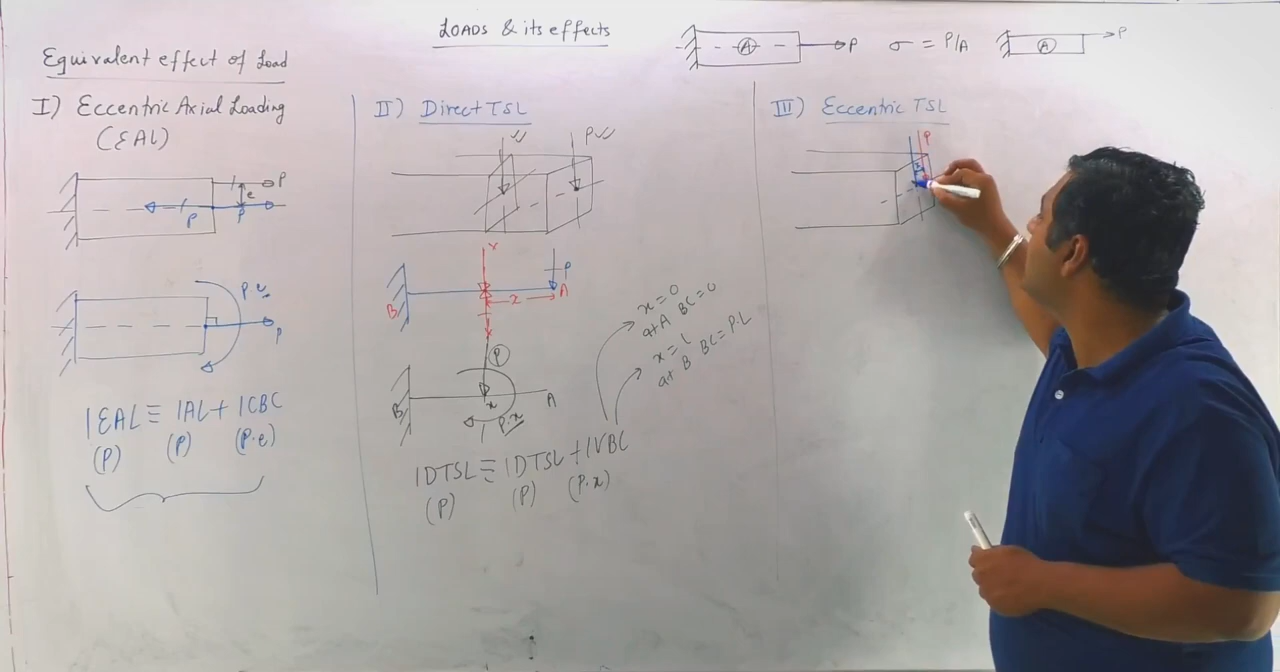 LOADS & its effects
A
P
σ = P/A
A
P
Equivalent effect of Load
I) Eccentric Axial Loading
(EAL)
P
e
P
P
P.e
P
1EAL ≡ 1AL + 1CBC
(P) (P) (P.e)
II) Direct TSL
P
x
P
x
A
B
x
P
B
x
A
P.x
x=0
at A BC=0
x=L
at B BC=P.L
1DTSL ≡ 1DTSL + 1VBC
(P) (P) (P.x)
III) Eccentric TSL
P